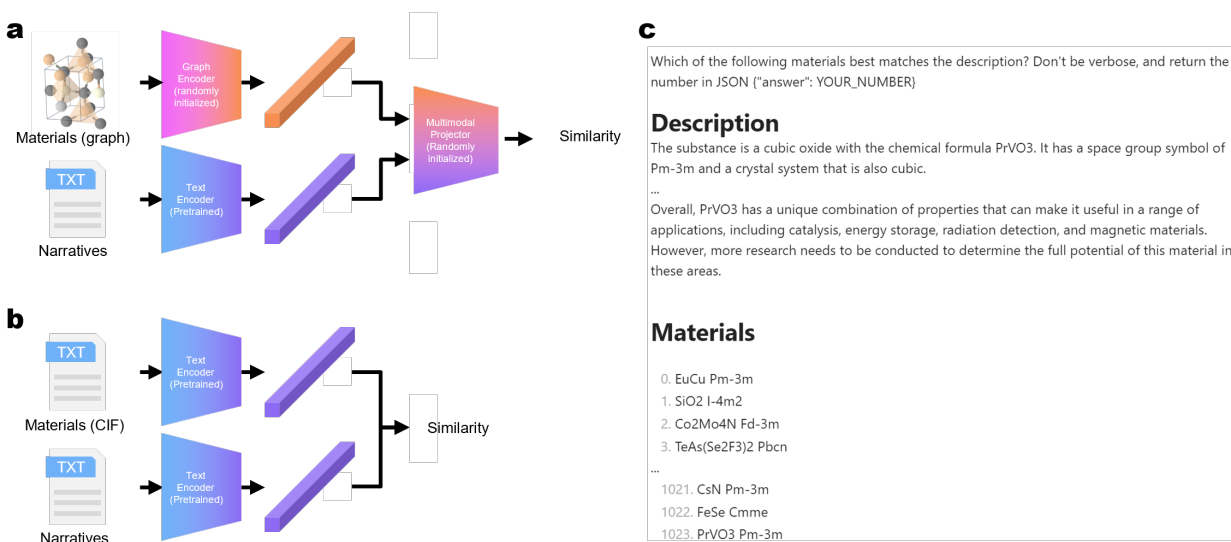 a
Graph
Encoder
(randomly
initialized)
Materials (graph)
TXT
Text
Encoder
(Pretrained)
Narratives
Multimodal
Projector
(Randomly
initialized)
Similarity
b
TXT
Text
Encoder
(Pretrained)
Materials (CIF)
TXT
Text
Encoder
(Pretrained)
Narratives
Similarity
c
Which of the following materials best matches the description? Don't be verbose, and return the
number in JSON {"answer": YOUR_NUMBER}
Description
The substance is a cubic oxide with the chemical formula PrVO3. It has a space group symbol of
Pm-3m and a crystal system that is also cubic.
...
Overall, PrVO3 has a unique combination of properties that can make it useful in a range of
applications, including catalysis, energy storage, radiation detection, and magnetic materials.
However, more research needs to be conducted to determine the full potential of this material in
these areas.
Materials
0. EuCu Pm-3m
1. SiO2 I-4m2
2. Co2Mo4N Fd-3m
3. TeAs(Se2F3)2 Pbcn
...
1021. CsN Pm-3m
1022. FeSe Cmme
1023. PrVO3 Pm-3m